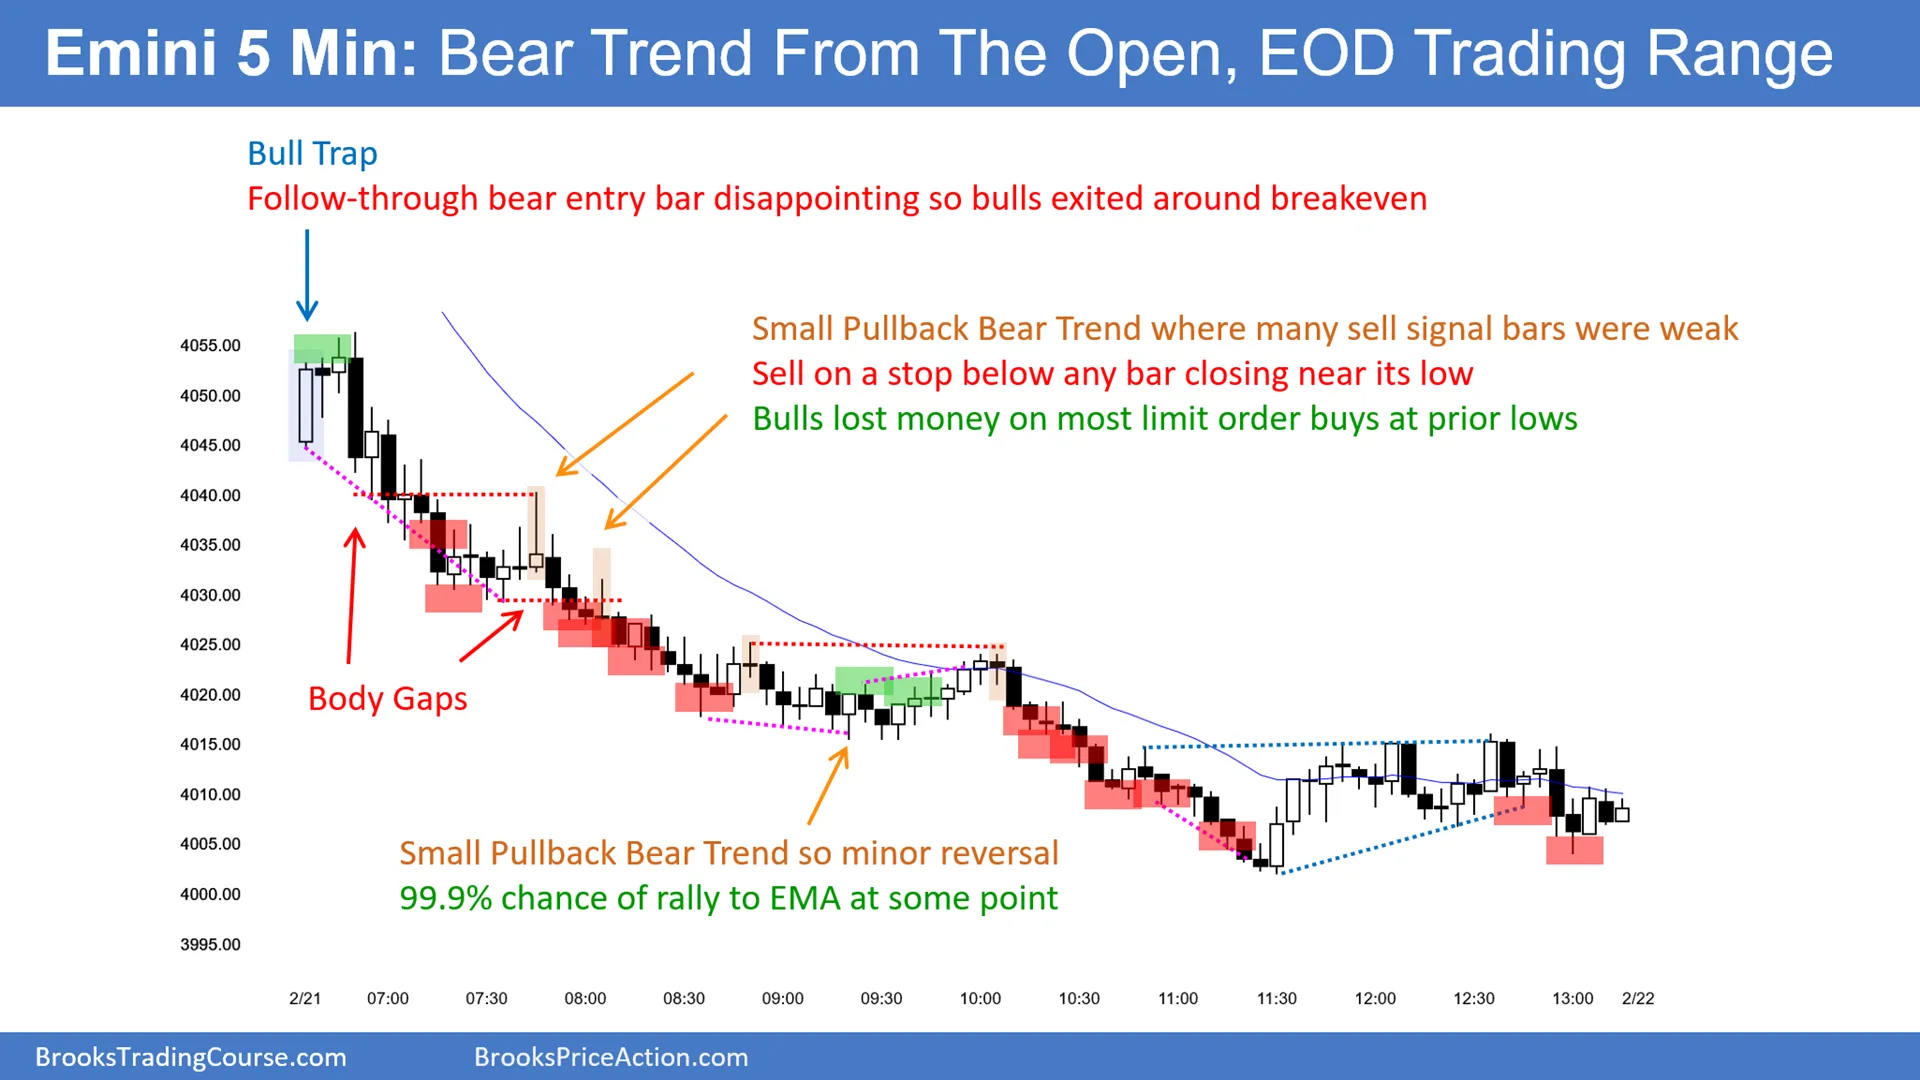 Emini 5 Min: Bear Trend From The Open, EOD Trading Range
Bull Trap
Follow-through bear entry bar disappointing so bulls exited around breakeven
Small Pullback Bear Trend where many sell signal bars were weak
Sell on a stop below any bar closing near its low
Bulls lost money on most limit order buys at prior lows
4055.00
4050.00
4045.00
4040.00
4035.00
4030.00
4025.00
4020.00
4015.00
4010.00
4005.00
4000.00
3995.00
Body Gaps
Small Pullback Bear Trend so minor reversal
99.9% chance of rally to EMA at some point
2/21 07:00 07:30 08:00 08:30 09:00 09:30 10:00 10:30 11:00 11:30 12:00 12:30 13:00 2/22
BrooksTradingCourse.com BrooksPriceAction.com